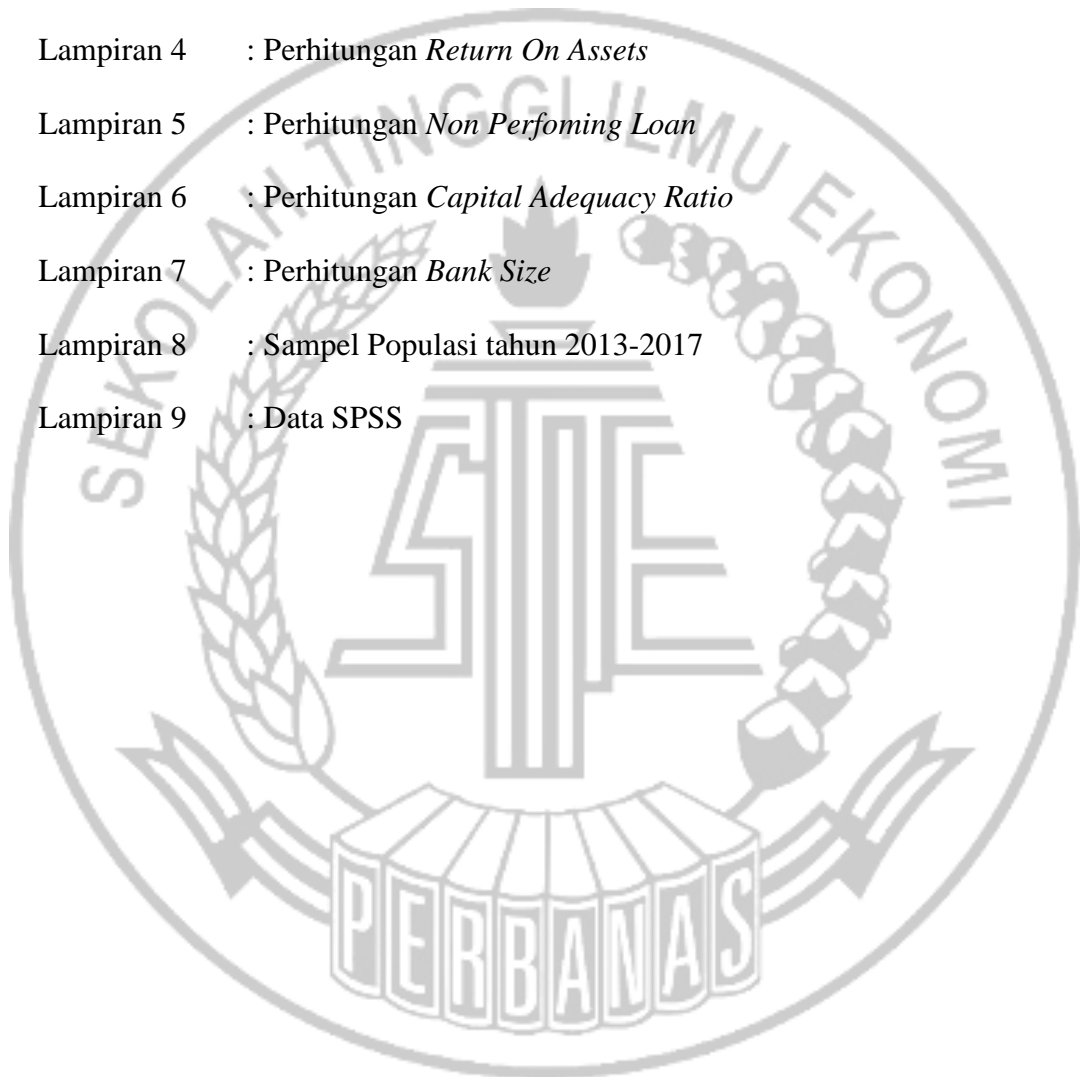 Lampiran 4 : Perhitungan Return On Assets
Lampiran 5 : Perhitungan Non Perfoming Loan
Lampiran 6 : Perhitungan Capital Adequacy Ratio
Lampiran 7 : Perhitungan Bank Size
Lampiran 8 : Sampel Populasi tahun 2013-2017
Lampiran 9 : Data SPSS
SEKOLAH TINGGI ILMU EKONOMI
STIE
PERBANAS